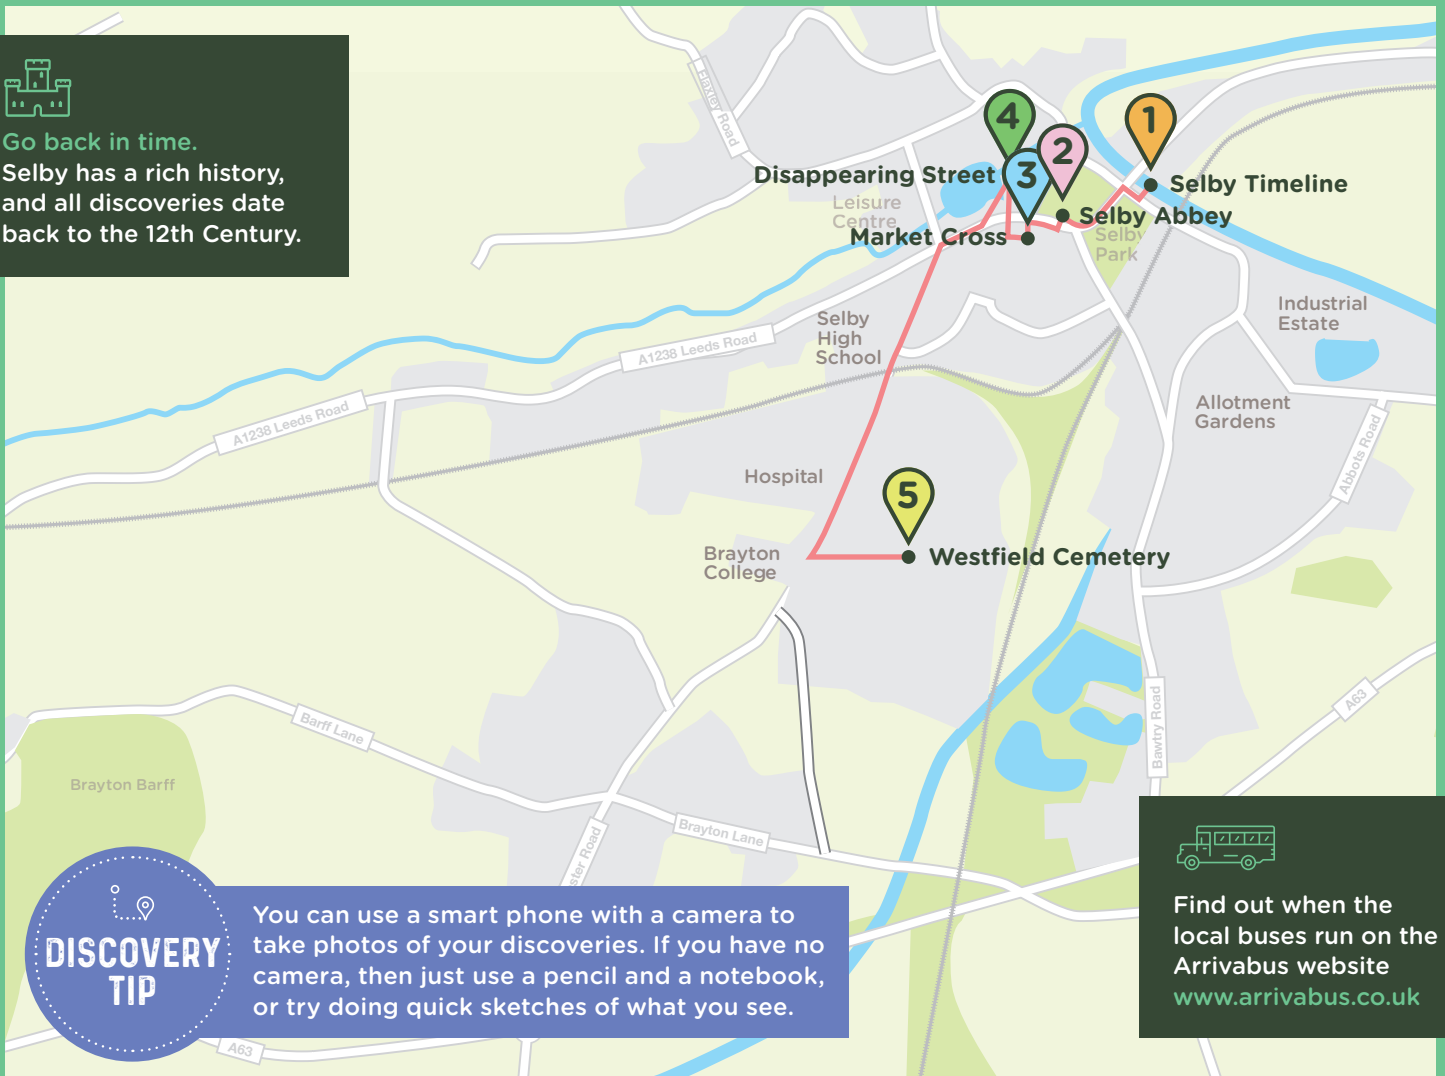 Go back in time.
Selby has a rich history,
and all discoveries date
back to the 12th Century.
Flaxley Road
4
1
2
3
Disappearing Street
Selby Timeline
Leisure
Centre
Selby Abbey
Market Cross
Selby
Park
Industrial
Estate
Selby
High
School
A1238 Leeds Road
A1238 Leeds Road
Allotment
Gardens
Abbots Road
Hospital
5
Brayton
College
Westfield Cemetery
Bawtry Road
A63
Barff Lane
Brayton Barff
Brayton Lane
ster Road
DISCOVERY
TIP
You can use a smart phone with a camera to
take photos of your discoveries. If you have no
camera, then just use a pencil and a notebook,
or try doing quick sketches of what you see.
A63
Find out when the
local buses run on the
Arrivabus website
www.arrivabus.co.uk